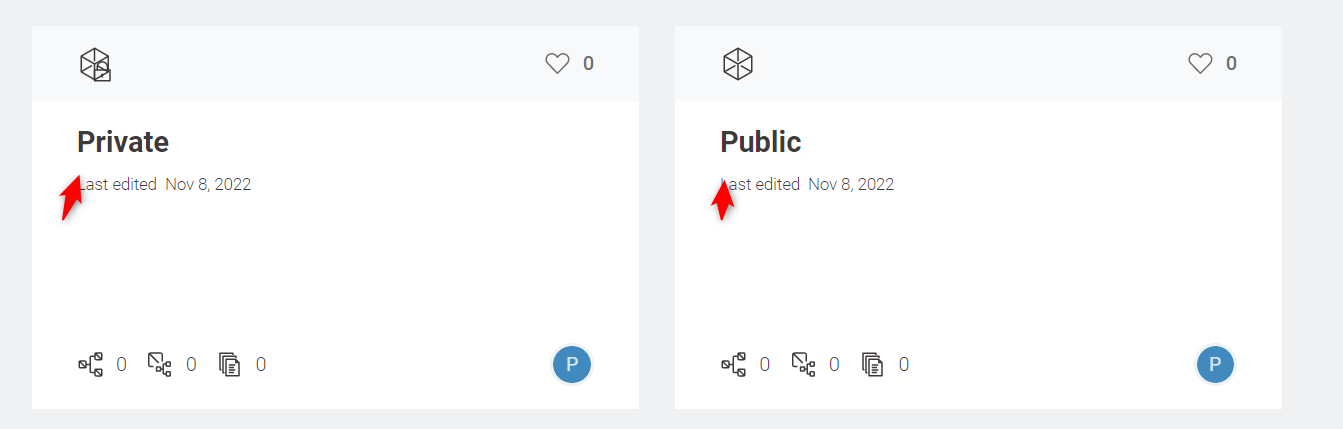 0
Private
Last edited Nov 8, 2022
0 0 0 P
0
Public
Last edited Nov 8, 2022
0 0 0 P